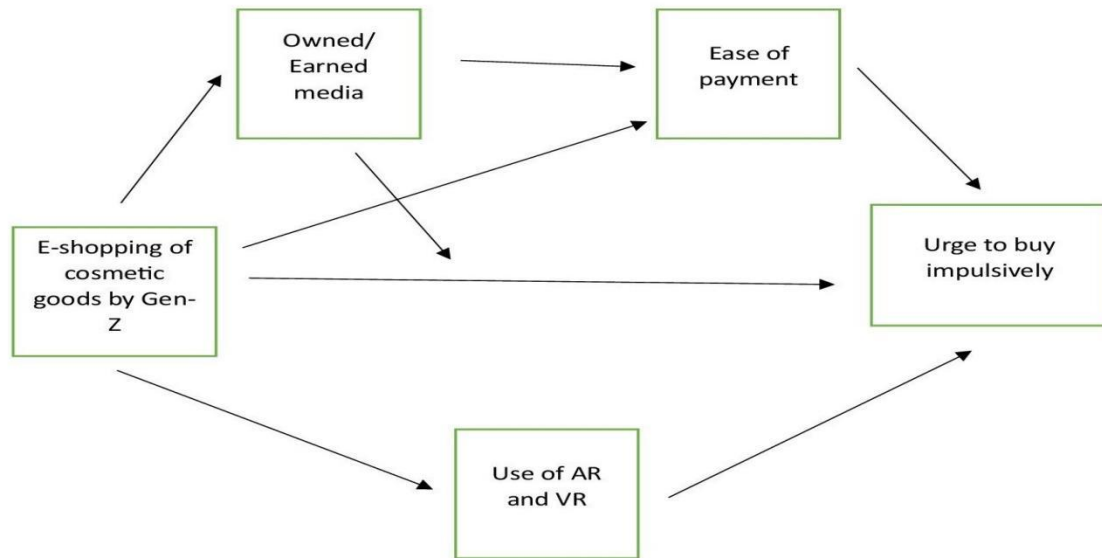 Owned/
Earned
media
Ease of
payment
E-shopping of
cosmetic
goods by Gen-
Z
Urge to buy
impulsively
Use of AR
and VR